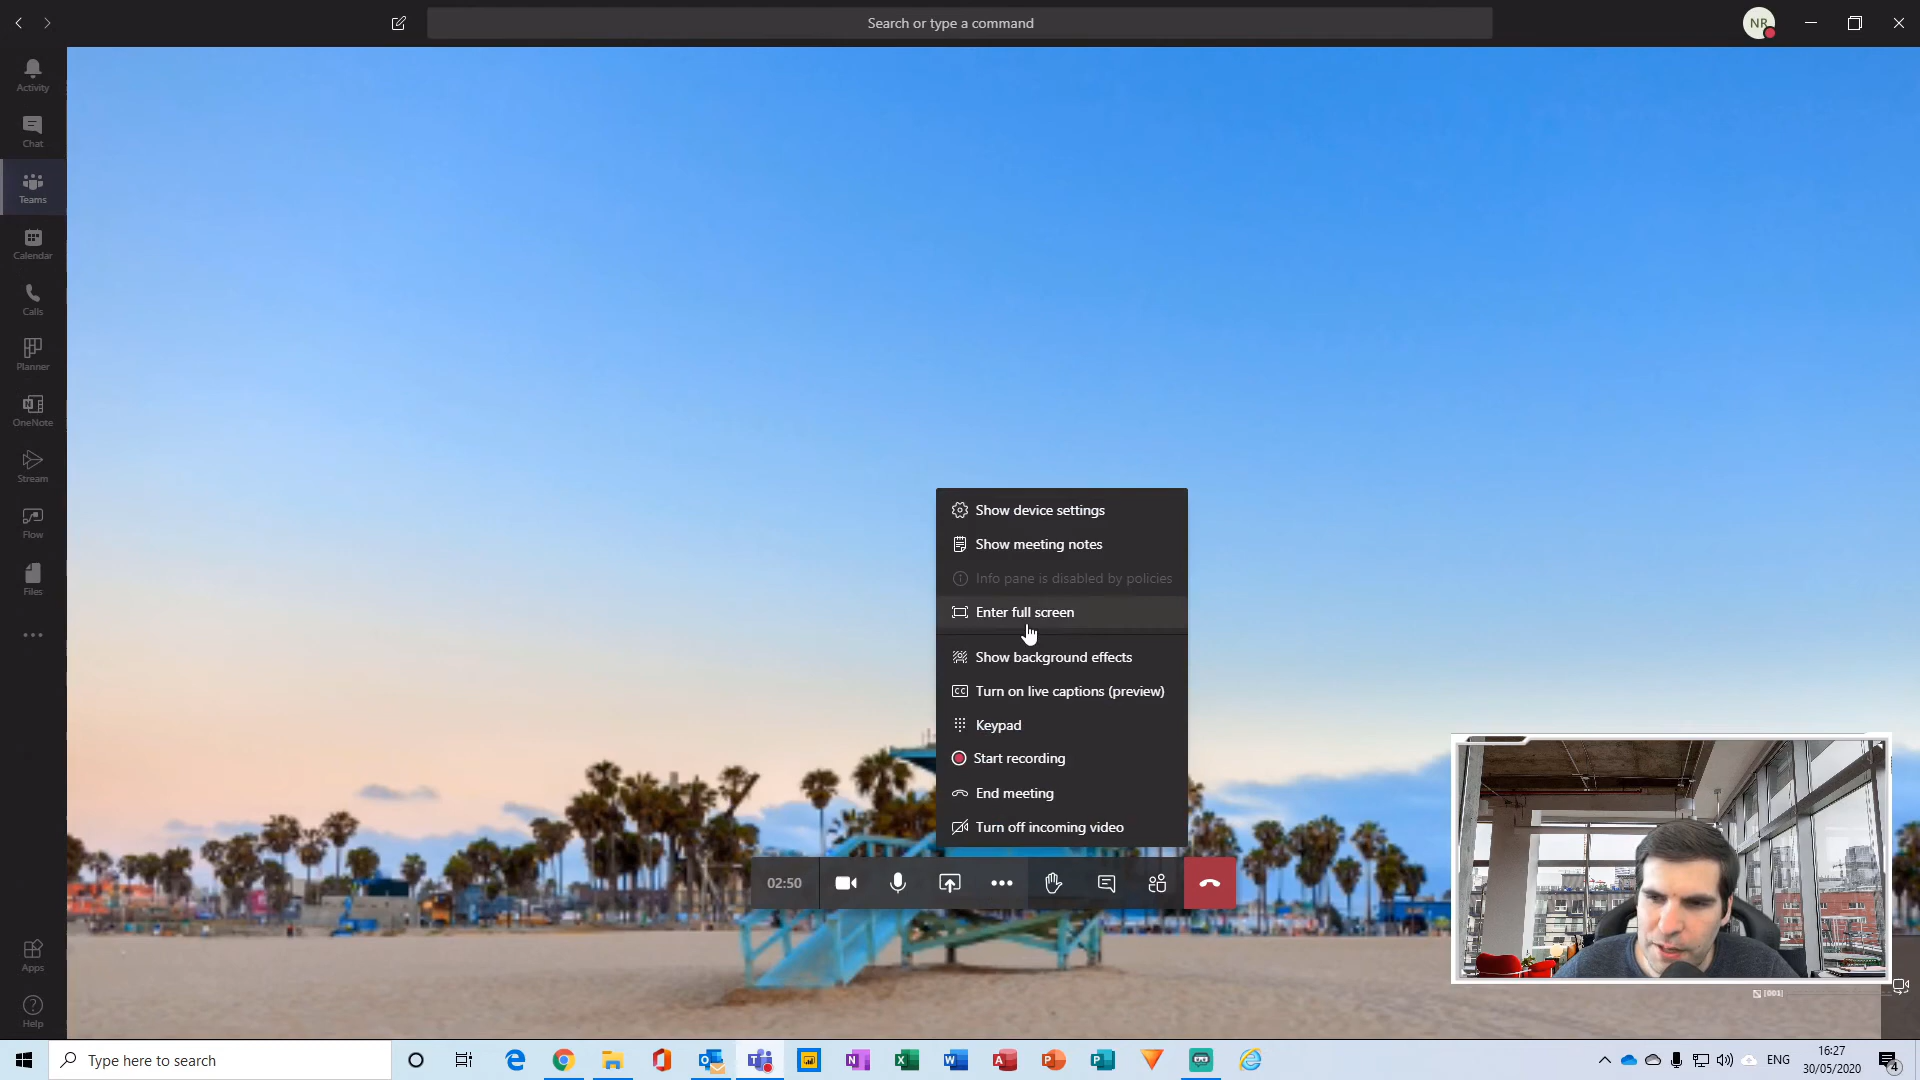 Search or type a command
NR
Activity
Chat
Teams
Calendar
Calls
Planner
OneNote
Stream
Flow
Files
Apps
Help
Show device settings
Show meeting notes
Info pane is disabled by policies
Enter full screen
Show background effects
CC Turn on live captions (preview)
Keypad
Start recording
End meeting
Turn off incoming video
02:50
[001]
Type here to search
ENG
16:27
30/05/2020
4